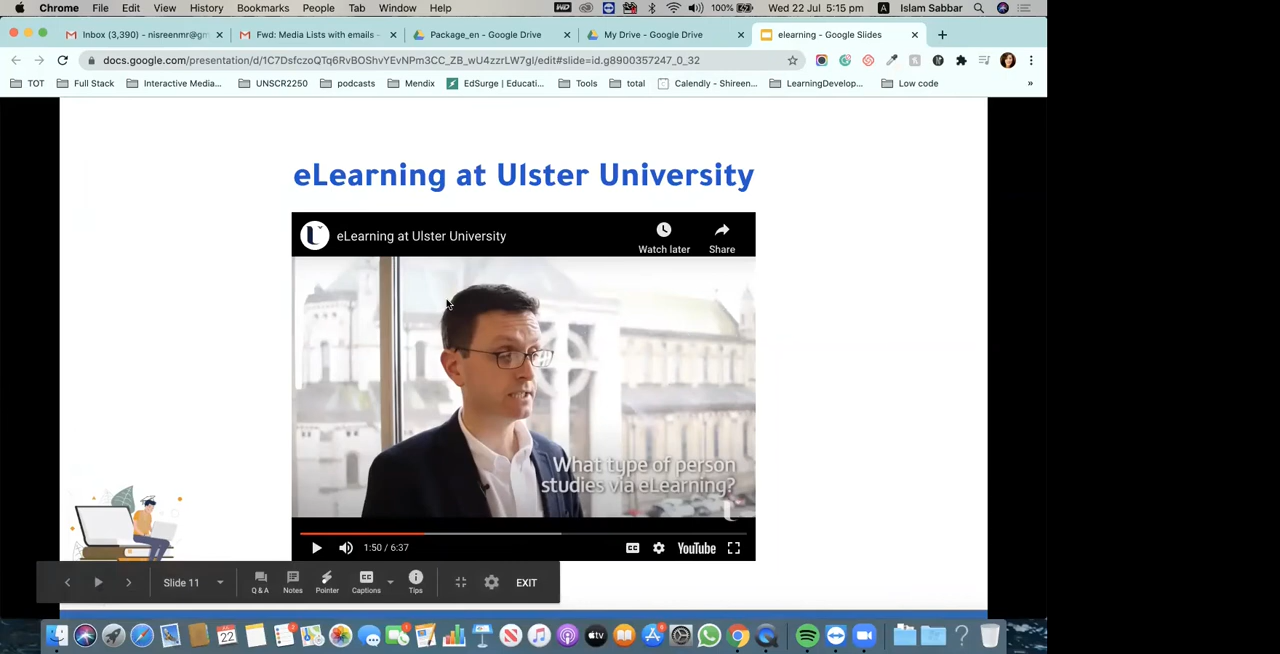 Chrome File Edit View History Bookmarks People Tab Window Help 100% Wed 22 Jul 5:15 pm A Islam Sabbar
Inbox (3,390) - nisreenmr@gm Fwd: Media Lists with emails - Package_en - Google Drive My Drive - Google Drive elearning - Google Slides
docs.google.com/presentation/d/1C7DsfczoQTq6RvBOShvYEvNPm3CC_ZB_wU4zzrLW7gI/edit#slide=id.g8900357247_0_32
TOT Full Stack Interactive Media... UNSCR2250 podcasts Mendix EdSurge | Educati... Tools total Calendly - Shireen... LearningDevelop... Low code »
eLearning at Ulster University
eLearning at Ulster University
Watch later Share
What type of person
studies via eLearning?
1:50 / 6:37 CC YouTube
Slide 11 Q & A Notes Pointer Captions Tips EXIT